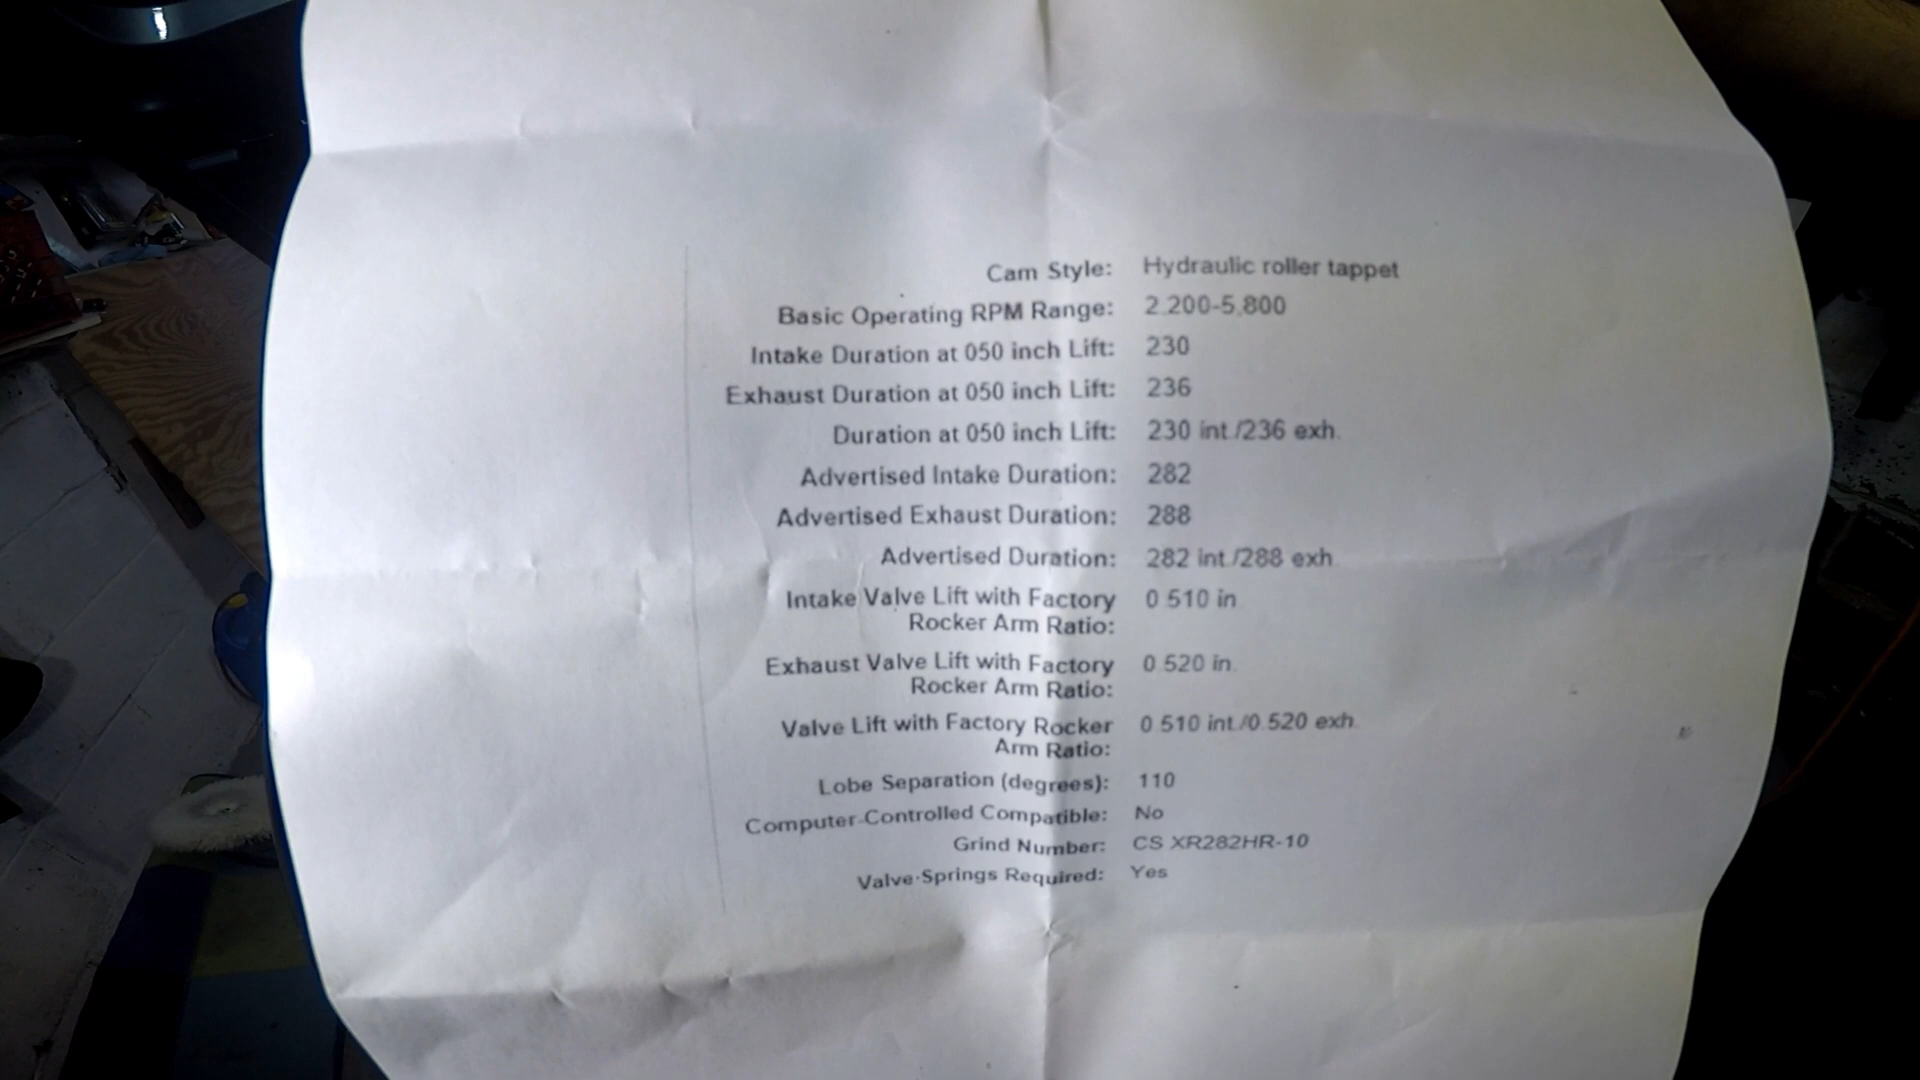 Cam Style: Hydraulic roller tappet
Basic Operating RPM Range: 2,200-5,800
Intake Duration at 050 inch Lift: 230
Exhaust Duration at 050 inch Lift: 236
Duration at 050 inch Lift: 230 int./236 exh.
Advertised Intake Duration: 282
Advertised Exhaust Duration: 288
Advertised Duration: 282 int./288 exh.
Intake Valve Lift with Factory 0.510 in.
Rocker Arm Ratio:
Exhaust Valve Lift with Factory 0.520 in.
Rocker Arm Ratio:
Valve Lift with Factory Rocker 0.510 int./0.520 exh.
Arm Ratio:
Lobe Separation (degrees): 110
Computer-Controlled Compatible: No
Grind Number: CS XR282HR-10
Valve Springs Required: Yes